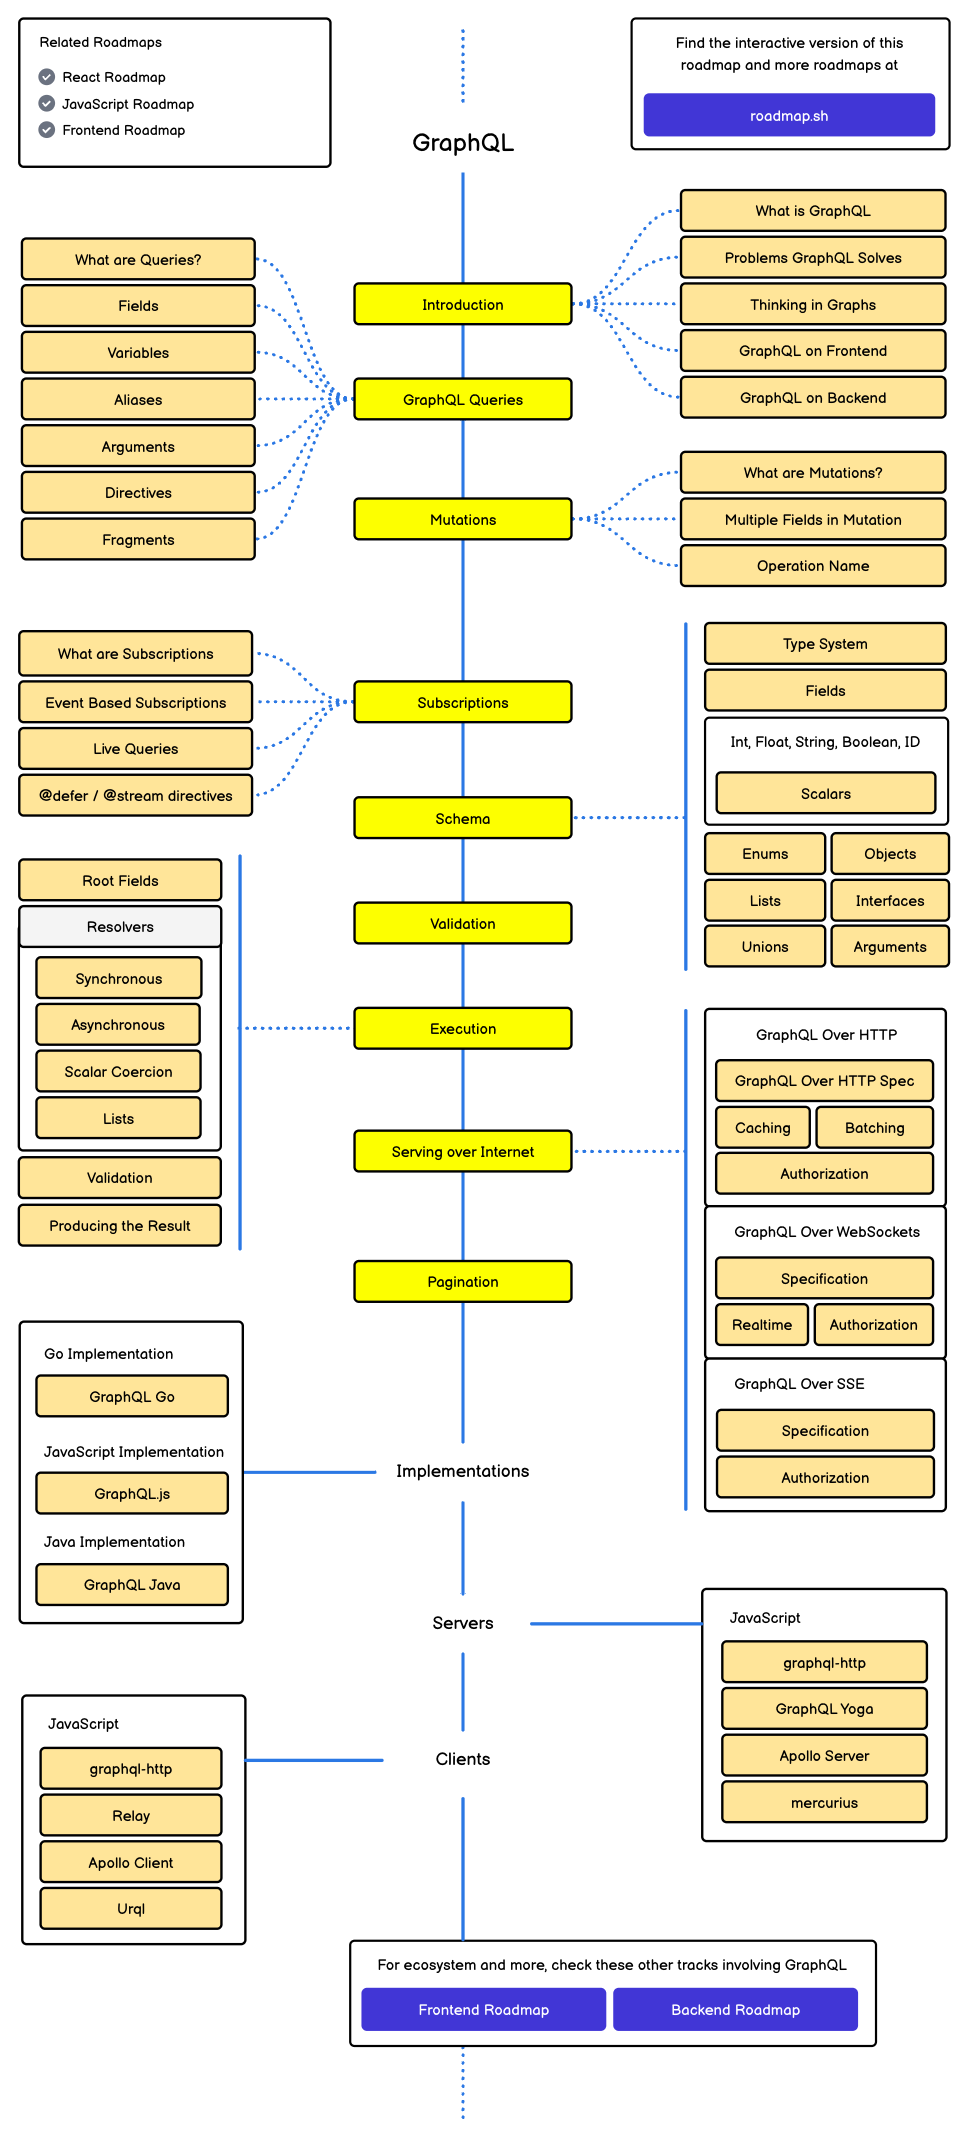 Related Roadmaps
React Roadmap
JavaScript Roadmap
Frontend Roadmap
Find the interactive version of this
roadmap and more roadmaps at
roadmap.sh
GraphQL
Introduction
What is GraphQL
Problems GraphQL Solves
Thinking in Graphs
GraphQL on Frontend
GraphQL on Backend
GraphQL Queries
What are Queries?
Fields
Variables
Aliases
Arguments
Directives
Fragments
Mutations
What are Mutations?
Multiple Fields in Mutation
Operation Name
Subscriptions
What are Subscriptions
Event Based Subscriptions
Live Queries
@defer / @stream directives
Schema
Type System
Fields
Int, Float, String, Boolean, ID
Scalars
Enums
Objects
Lists
Interfaces
Unions
Arguments
Validation
Execution
Root Fields
Resolvers
Synchronous
Asynchronous
Scalar Coercion
Lists
Validation
Producing the Result
Serving over Internet
GraphQL Over HTTP
GraphQL Over HTTP Spec
Caching
Batching
Authorization
GraphQL Over WebSockets
Specification
Realtime
Authorization
GraphQL Over SSE
Specification
Authorization
Pagination
Implementations
Go Implementation
GraphQL Go
JavaScript Implementation
GraphQL.js
Java Implementation
GraphQL Java
Servers
JavaScript
graphql-http
GraphQL Yoga
Apollo Server
mercurius
Clients
JavaScript
graphql-http
Relay
Apollo Client
Urql
For ecosystem and more, check these other tracks involving GraphQL
Frontend Roadmap
Backend Roadmap